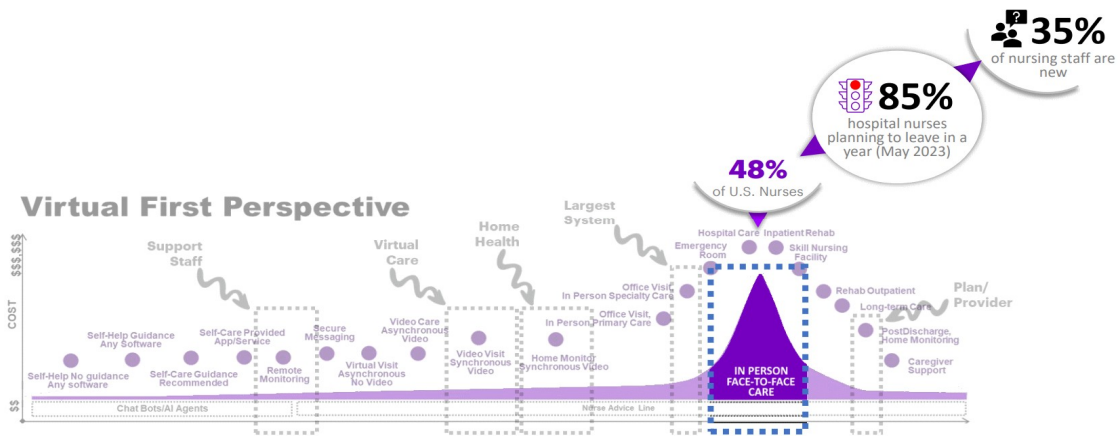 35%
of nursing staff are
new
85%
hospital nurses
planning to leave in a
year (May 2023)
48%
of U.S. Nurses
Virtual First Perspective
$$$,$$$
COST
$$
Support
Staff
Virtual
Care
Home
Health
Largest
System
Plan/
Provider
Self-Help No guidance
Any software
Self-Help Guidance
Any Software
Self-Care Guidance
Recommended
Self-Care Provided
App/Service
Remote
Monitoring
Secure
Messaging
Virtual Visit
Asynchronous
No Video
Video Care
Asynchronous
Video
Video Visit
Synchronous
Video
In Person
Home Monitor
Synchronous Video
Office Visit,
Primary Care
Office Visit,
In Person Specialty Care
Emergency
Room
Hospital Care
Inpatient Rehab
Skill Nursing
Facility
Rehab Outpatient
Long-term Care
PostDischarge,
Home Monitoring
Caregiver
Support
IN PERSON
FACE-TO-FACE
CARE
Chat Bots/AI Agents
Nurse Advice Line